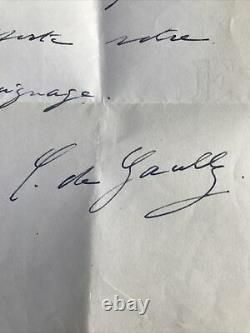 votre
ignage.
C. de Gaulle